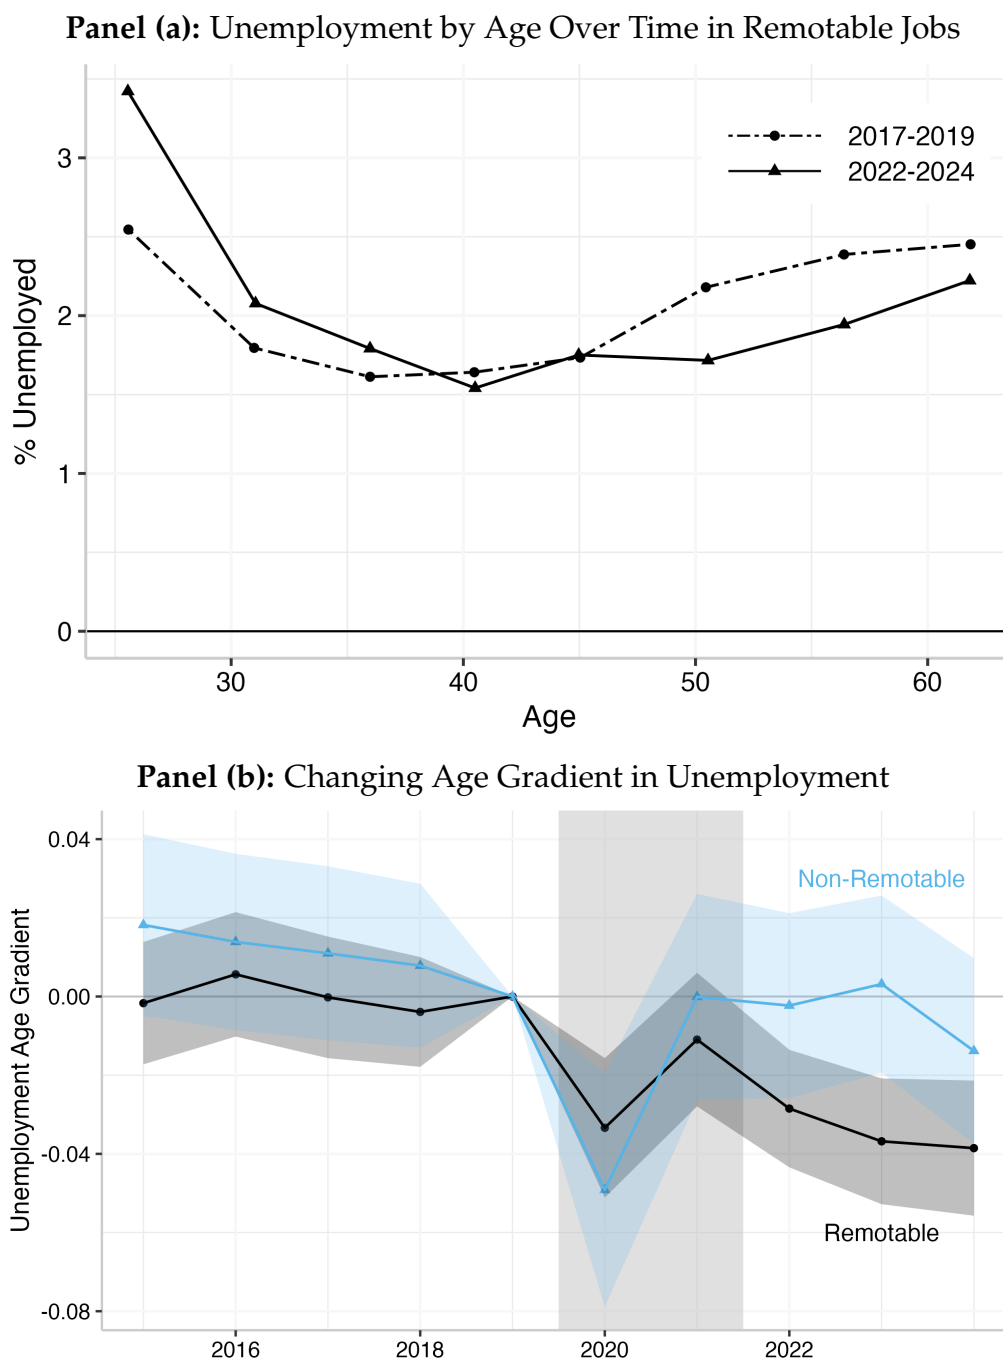 Panel (a): Unemployment by Age Over Time in Remotable Jobs
2017-2019
2022-2024
% Unemployed
3
2
1
0
30 40 50 60
Age
Panel (b): Changing Age Gradient in Unemployment
Unemployment Age Gradient
0.04
0.00
-0.04
-0.08
Non-Remotable
Remotable
2016 2018 2020 2022